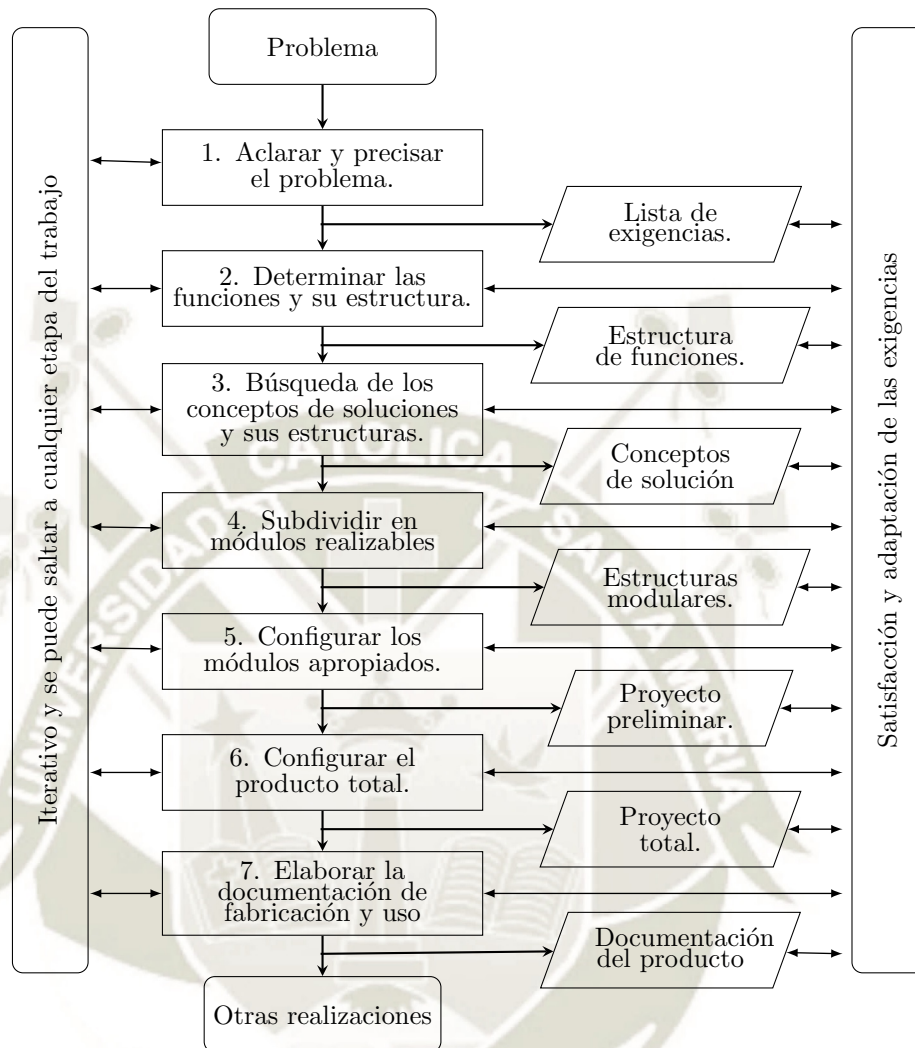 Problema
1. Aclarar y precisar
el problema.
Lista de
exigencias.
2. Determinar las
funciones y su estructura.
Estructura
de funciones.
3. Búsqueda de los
conceptos de soluciones
y sus estructuras.
Conceptos
de solución
4. Subdividir en
módulos realizables
Estructuras
modulares.
5. Configurar los
módulos apropiados.
Proyecto
preliminar.
6. Configurar el
producto total.
Proyecto
total.
7. Elaborar la
documentación de
fabricación y uso
Documentación
del producto
Otras realizaciones
Iterativo y se puede saltar a cualquier etapa del trabajo
Satisfacción y adaptación de las exigencias
UNIVERSIDAD CATOLICA SANTA MARIA